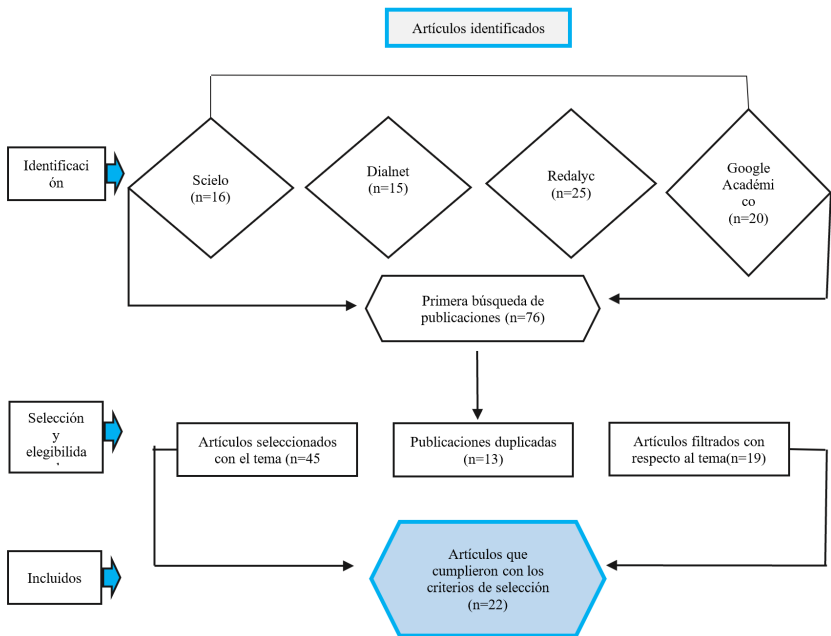 Artículos identificados
Identificaci
ón
Scielo
(n=16)
Dialnet
(n=15)
Redalyc
(n=25)
Google
Académi
co
(n=20)
Primera búsqueda de
publicaciones (n=76)
Selección
y
elegibilida
Artículos seleccionados
con el tema (n=45
Publicaciones duplicadas
(n=13)
Artículos filtrados con
respecto al tema(n=19)
Incluidos
Artículos que
cumplieron con los
criterios de selección
(n=22)